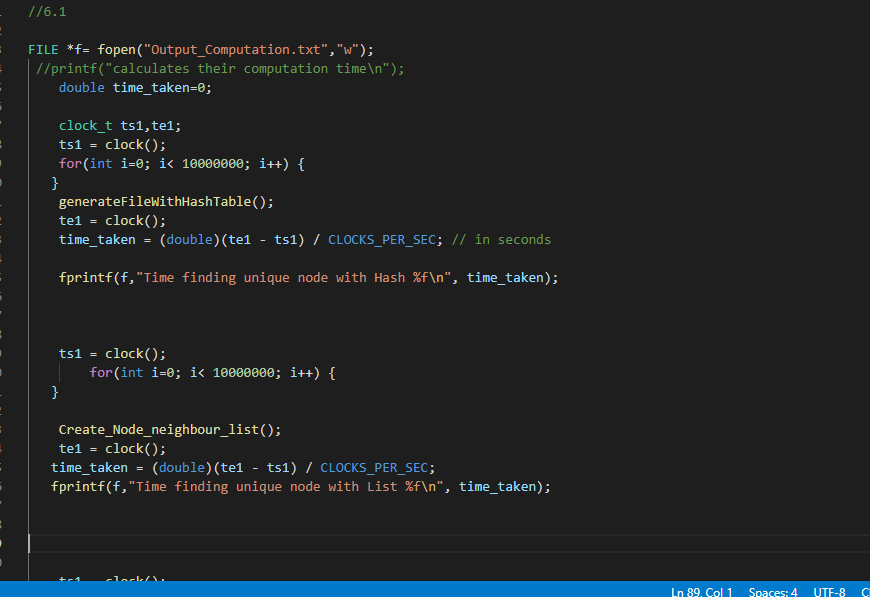 //6.1
FILE *f= fopen("Output_Computation.txt","w");
//printf("calculates their computation time\n");
double time_taken=0;
clock_t ts1,te1;
ts1 = clock();
for(int i=0; i< 10000000; i++) {
}
generateFileWithHashTable();
te1 = clock();
time_taken = (double)(te1 - ts1) / CLOCKS_PER_SEC; // in seconds
fprintf(f,"Time finding unique node with Hash %f\n", time_taken);
ts1 = clock();
for(int i=0; i< 10000000; i++) {
}
Create_Node_neighbour_list();
te1 = clock();
time_taken = (double)(te1 - ts1) / CLOCKS_PER_SEC;
fprintf(f,"Time finding unique node with List %f\n", time_taken);
ts1 = clock();
Ln 89, Col 1 Spaces: 4 UTF-8